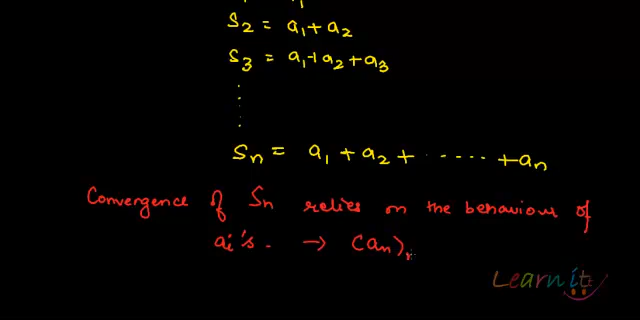 S2 = a1 + a2
S3 = a1 + a2 + a3
Sn = a1 + a2 + ...... + an
Convergence of Sn relies on the behaviour of
ai's. → (an)n
Learnit